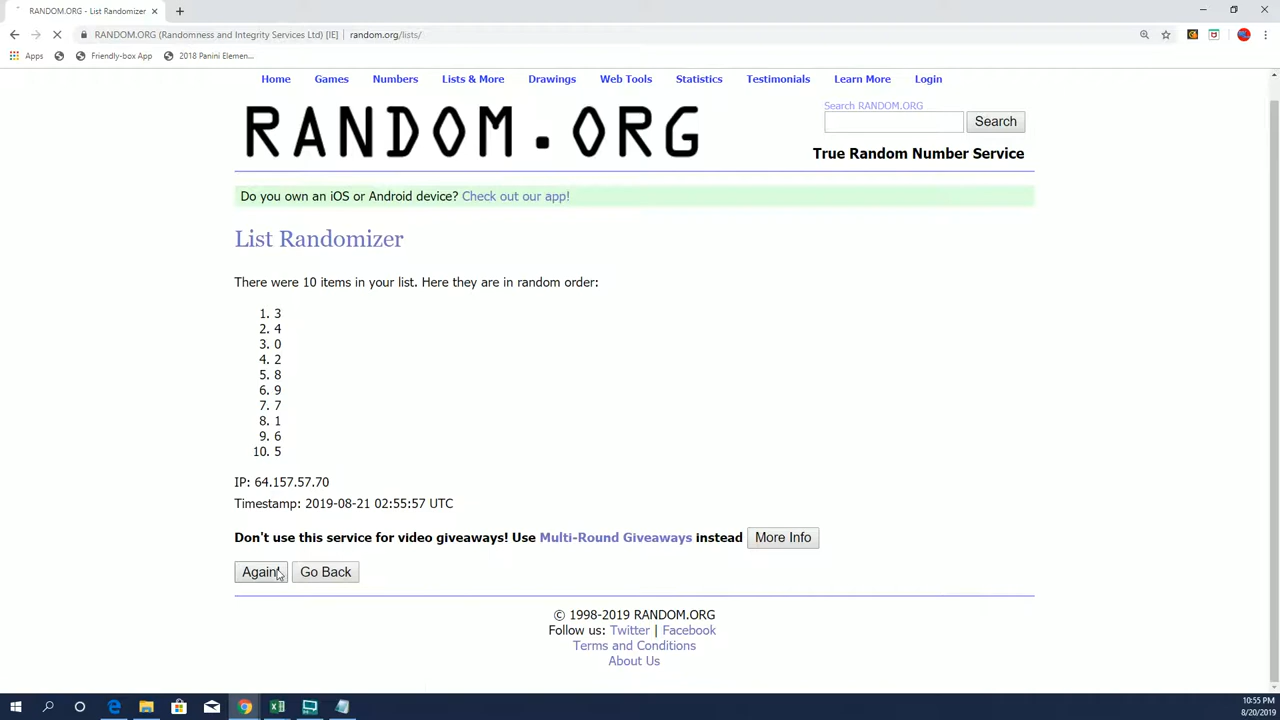 RANDOM.ORG - List Randomizer
RANDOM.ORG (Randomness and Integrity Services Ltd) [IE] | random.org/lists/
Apps Friendly-box App 2018 Panini Elemen...
Home Games Numbers Lists & More Drawings Web Tools Statistics Testimonials Learn More Login
RANDOM.ORG
Search RANDOM.ORG
Search
True Random Number Service
Do you own an iOS or Android device? Check out our app!
List Randomizer
There were 10 items in your list. Here they are in random order:
1. 3
2. 4
3. 0
4. 2
5. 8
6. 9
7. 7
8. 1
9. 6
10. 5
IP: 64.157.57.70
Timestamp: 2019-08-21 02:55:57 UTC
Don't use this service for video giveaways! Use Multi-Round Giveaways instead More Info
Again! Go Back
© 1998-2019 RANDOM.ORG
Follow us: Twitter | Facebook
Terms and Conditions
About Us
10:55 PM
8/20/2019